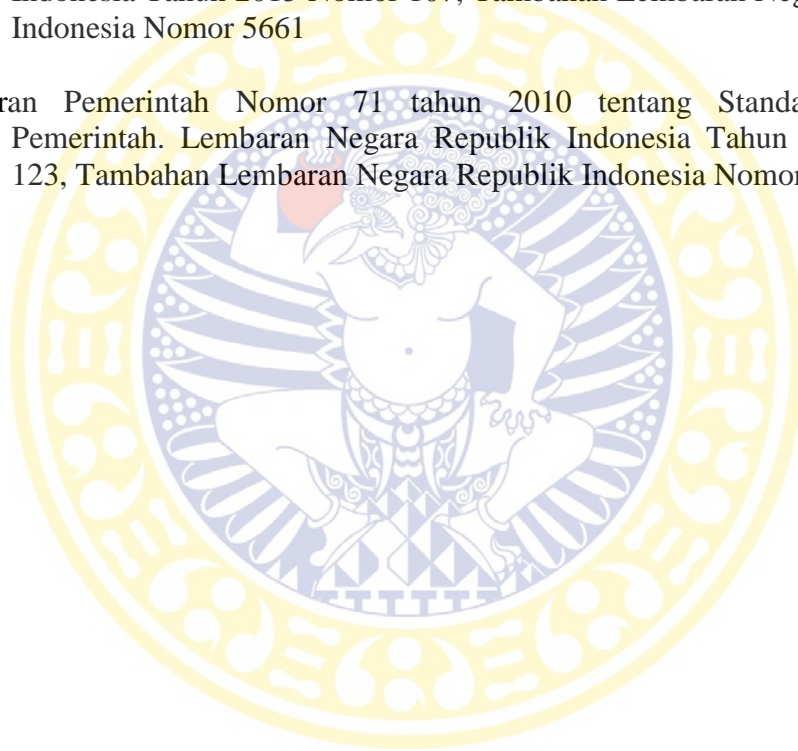 Indonesia Nomor 5661
ran Pemerintah Nomor 71 tahun 2010 tentang Standa
Pemerintah. Lembaran Negara Republik Indonesia Tahun
123, Tambahan Lembaran Negara Republik Indonesia Nomor